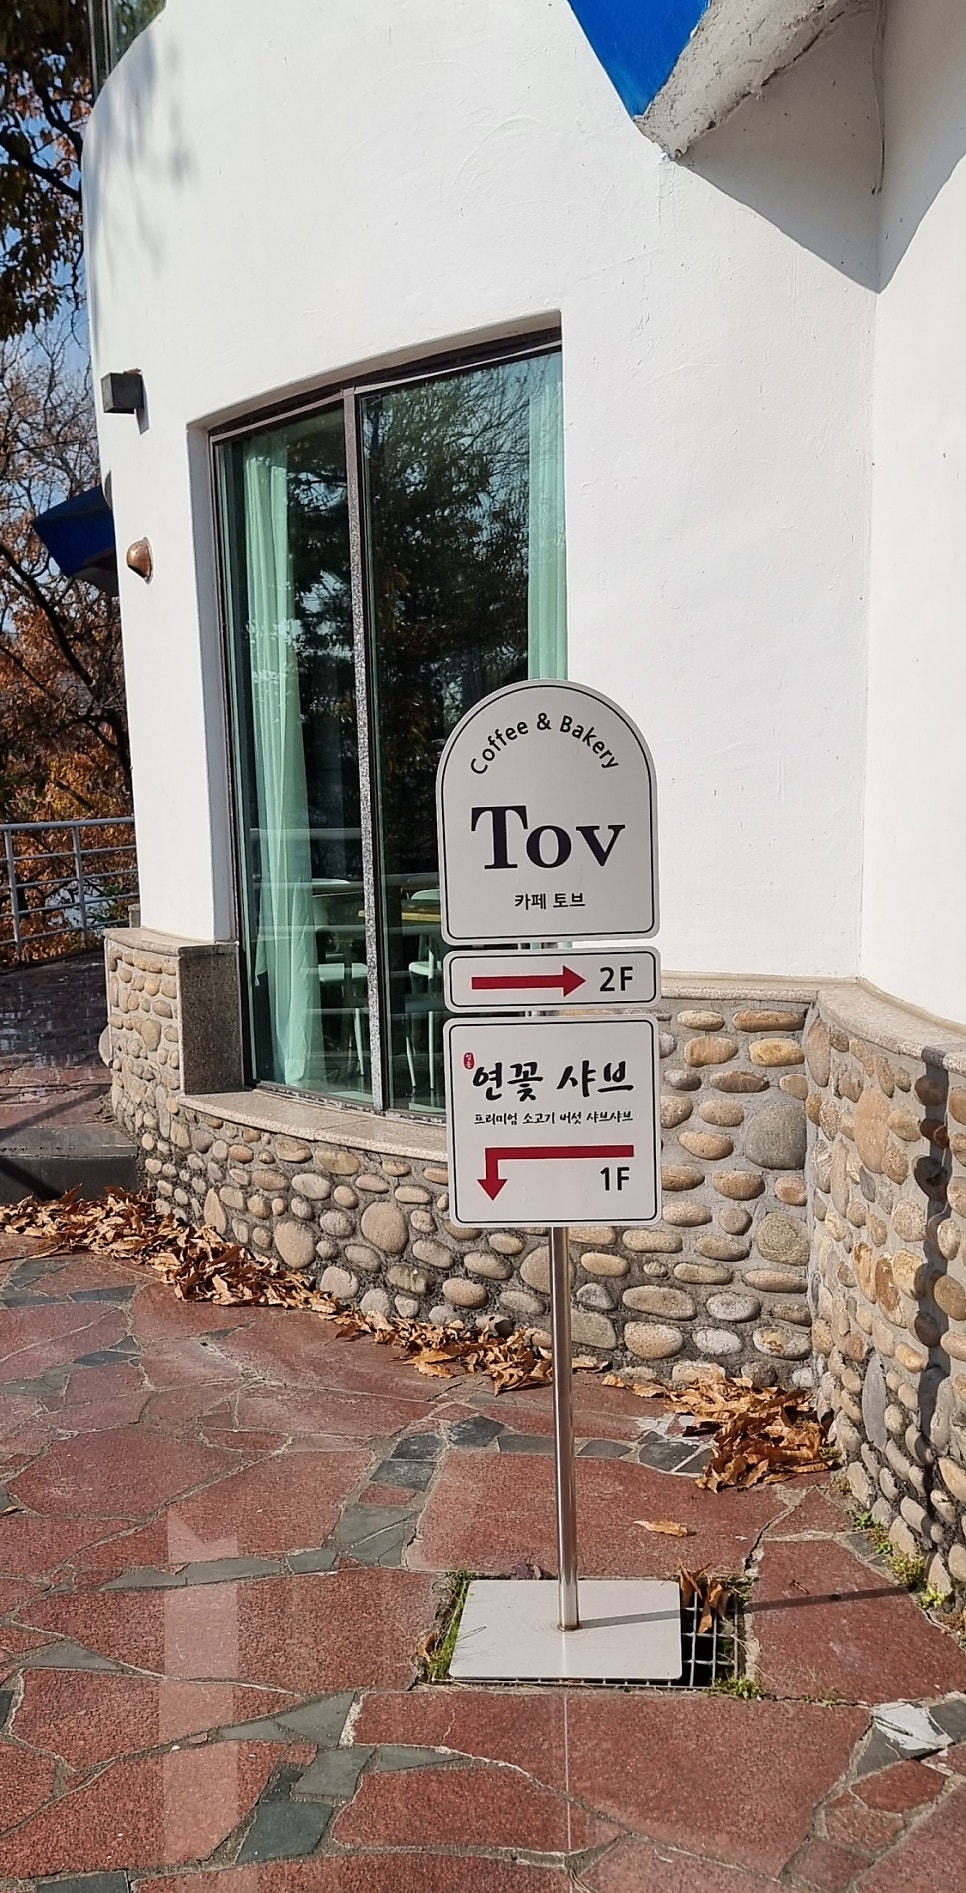 Coffee & Bakery
Tov
카페 토브
2F
연꽃 샤브
프리미엄 소고기 버섯 샤브샤브
1F